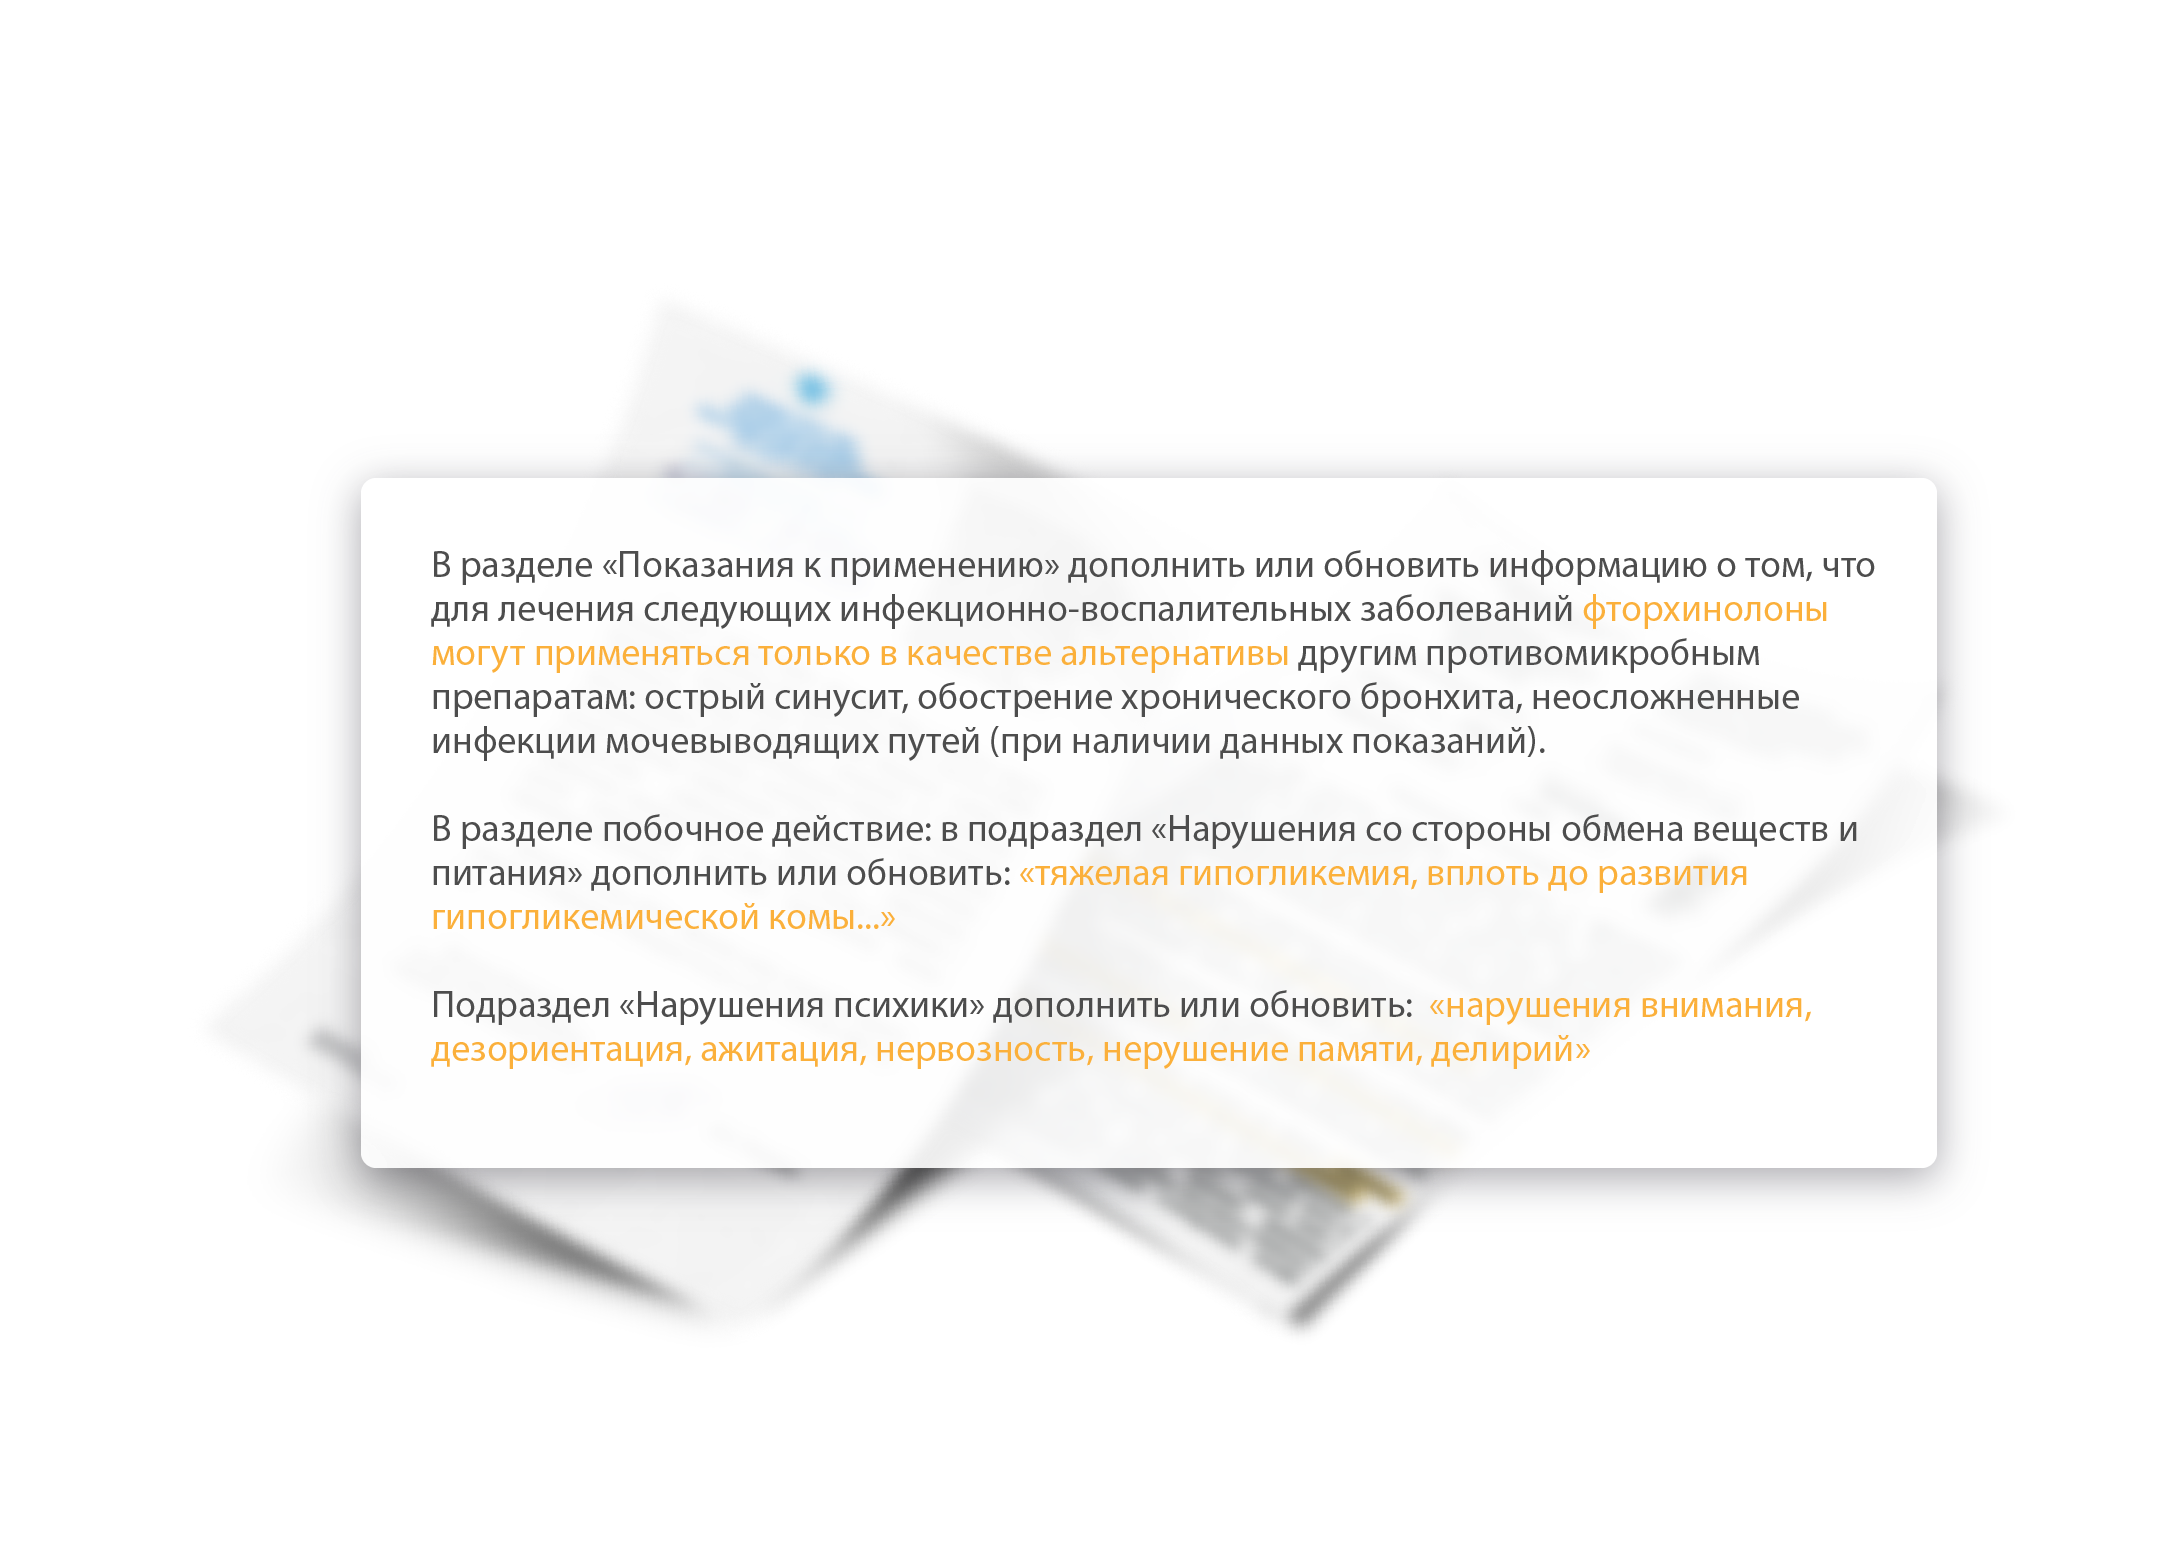 В разделе «Показания к применению» дополнить или обновить информацию о том, что
для лечения следующих инфекционно-воспалительных заболеваний фторхинолоны
могут применяться только в качестве альтернативы другим противомикробным
препаратам: острый синусит, обострение хронического бронхита, неосложненные
инфекции мочевыводящих путей (при наличии данных показаний).
В разделе побочное действие: в подраздел «Нарушения со стороны обмена веществ и
питания» дополнить или обновить: «тяжелая гипогликемия, вплоть до развития
гипогликемической комы...»
Подраздел «Нарушения психики» дополнить или обновить: «нарушения внимания,
дезориентация, ажитация, нервозность, нерушение памяти, делирий»